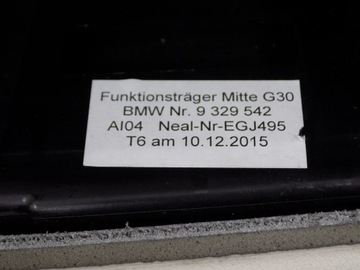 Funktionsträger Mitte G30
BMW Nr. 9 329 542
AI04 Neal-Nr-EGJ495
T6 am 10.12.2015